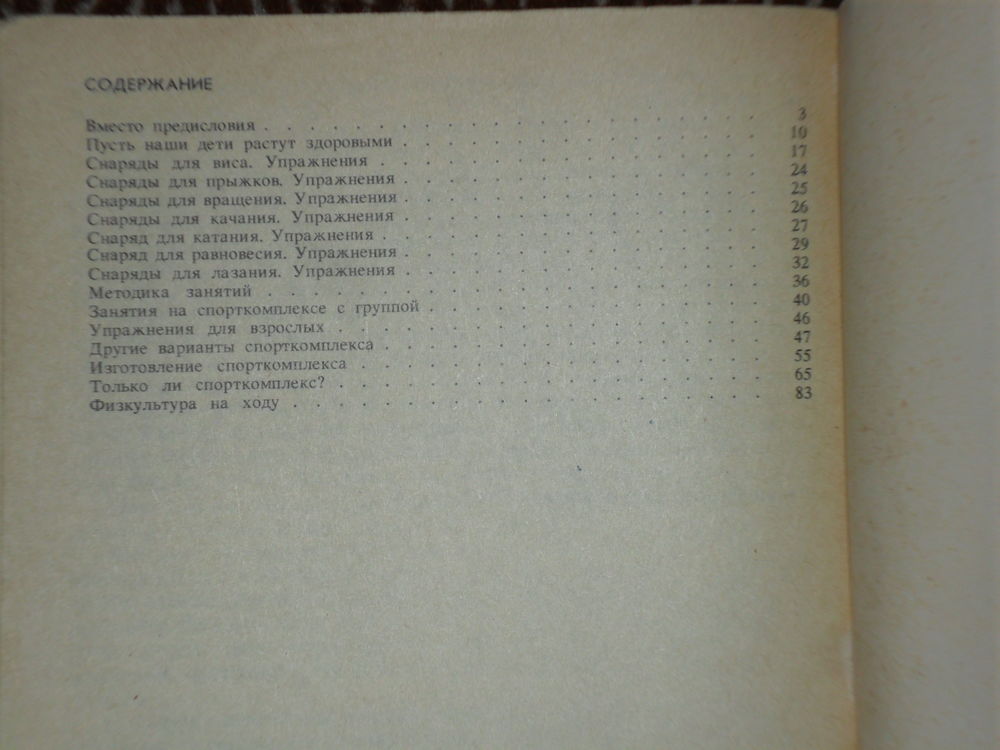 СОДЕРЖАНИЕ
Вместо предисловия . . . . . . . . . . . . . . . . . . 3
Пусть наши дети растут здоровыми . . . . . . . . . . . . 10
Снаряды для виса. Упражнения . . . . . . . . . . . . . 17
Снаряды для прыжков. Упражнения . . . . . . . . . . . . 24
Снаряды для вращения. Упражнения . . . . . . . . . . . . 25
Снаряды для качания. Упражнения . . . . . . . . . . . . 26
Снаряд для катания. Упражнения . . . . . . . . . . . . . 27
Снаряд для равновесия. Упражнения . . . . . . . . . . . . 29
Снаряды для лазания. Упражнения . . . . . . . . . . . . 32
Методика занятий . . . . . . . . . . . . . . . . . . 36
Занятия на спорткомплексе с группой . . . . . . . . . . . 40
Упражнения для взрослых . . . . . . . . . . . . . . . 46
Другие варианты спорткомплекса . . . . . . . . . . . . . 47
Изготовление спорткомплекса . . . . . . . . . . . . . . 55
Только ли спорткомплекс? . . . . . . . . . . . . . . . 65
Физкультура на ходу . . . . . . . . . . . . . . . . . 83